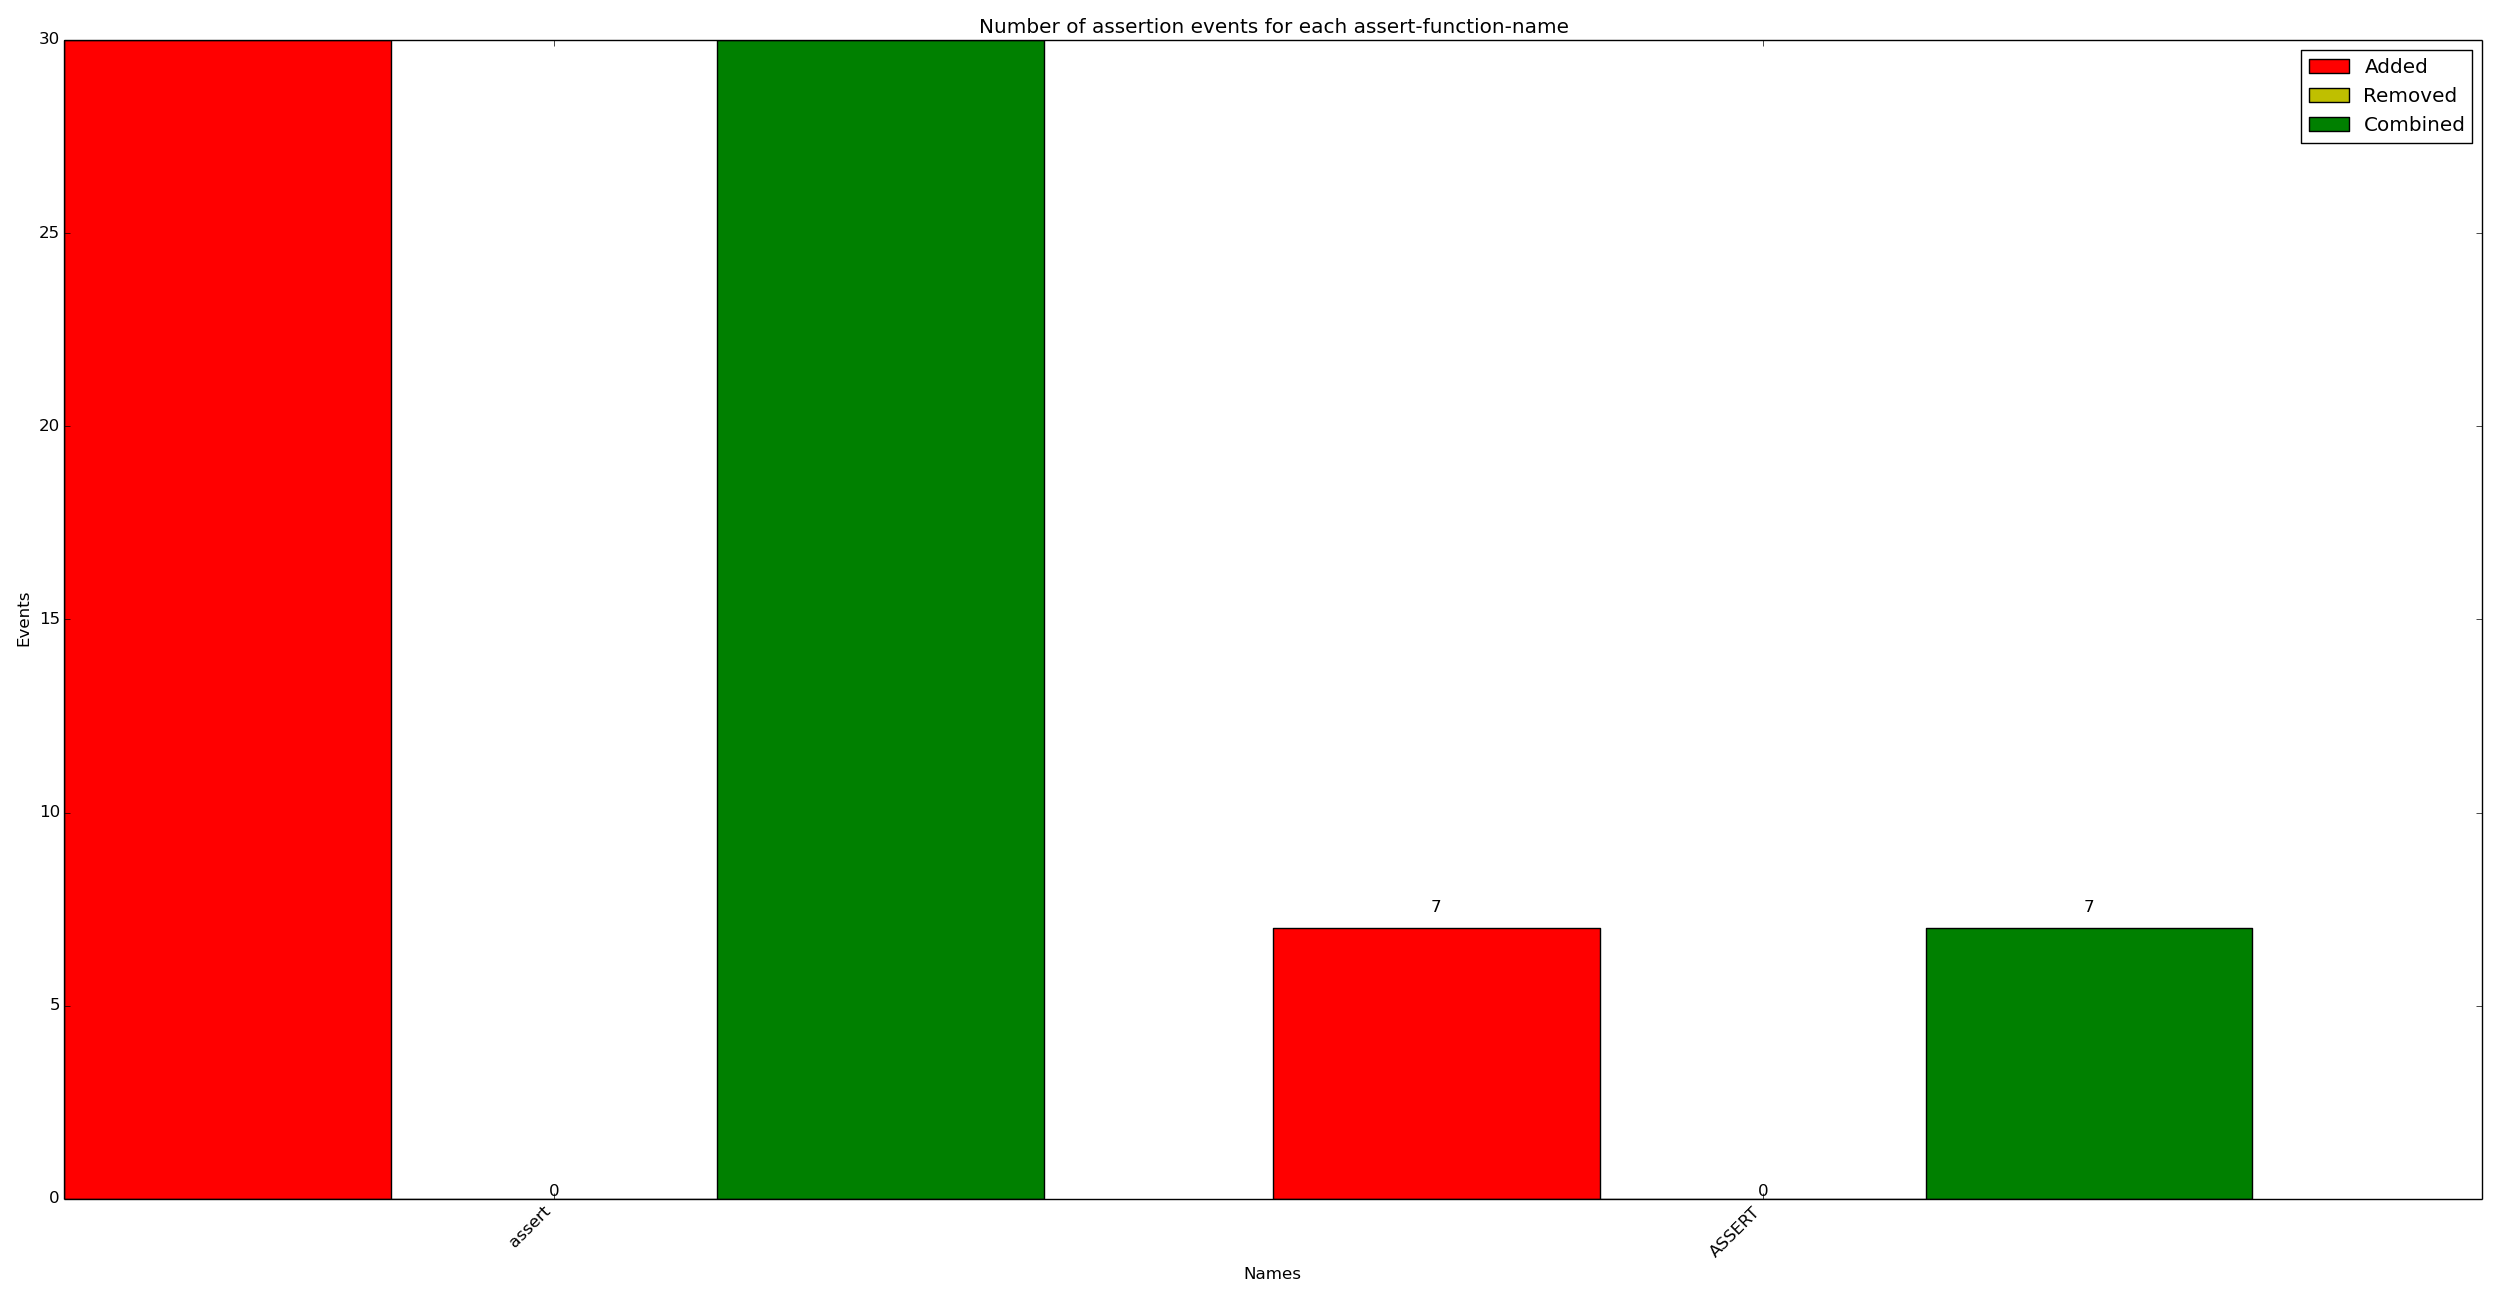 Number of assertion events for each assert-function-name
30
25
20
15
10
5
0
Events
Added
Removed
Combined
0
7
0
7
assert
ASSERT
Names